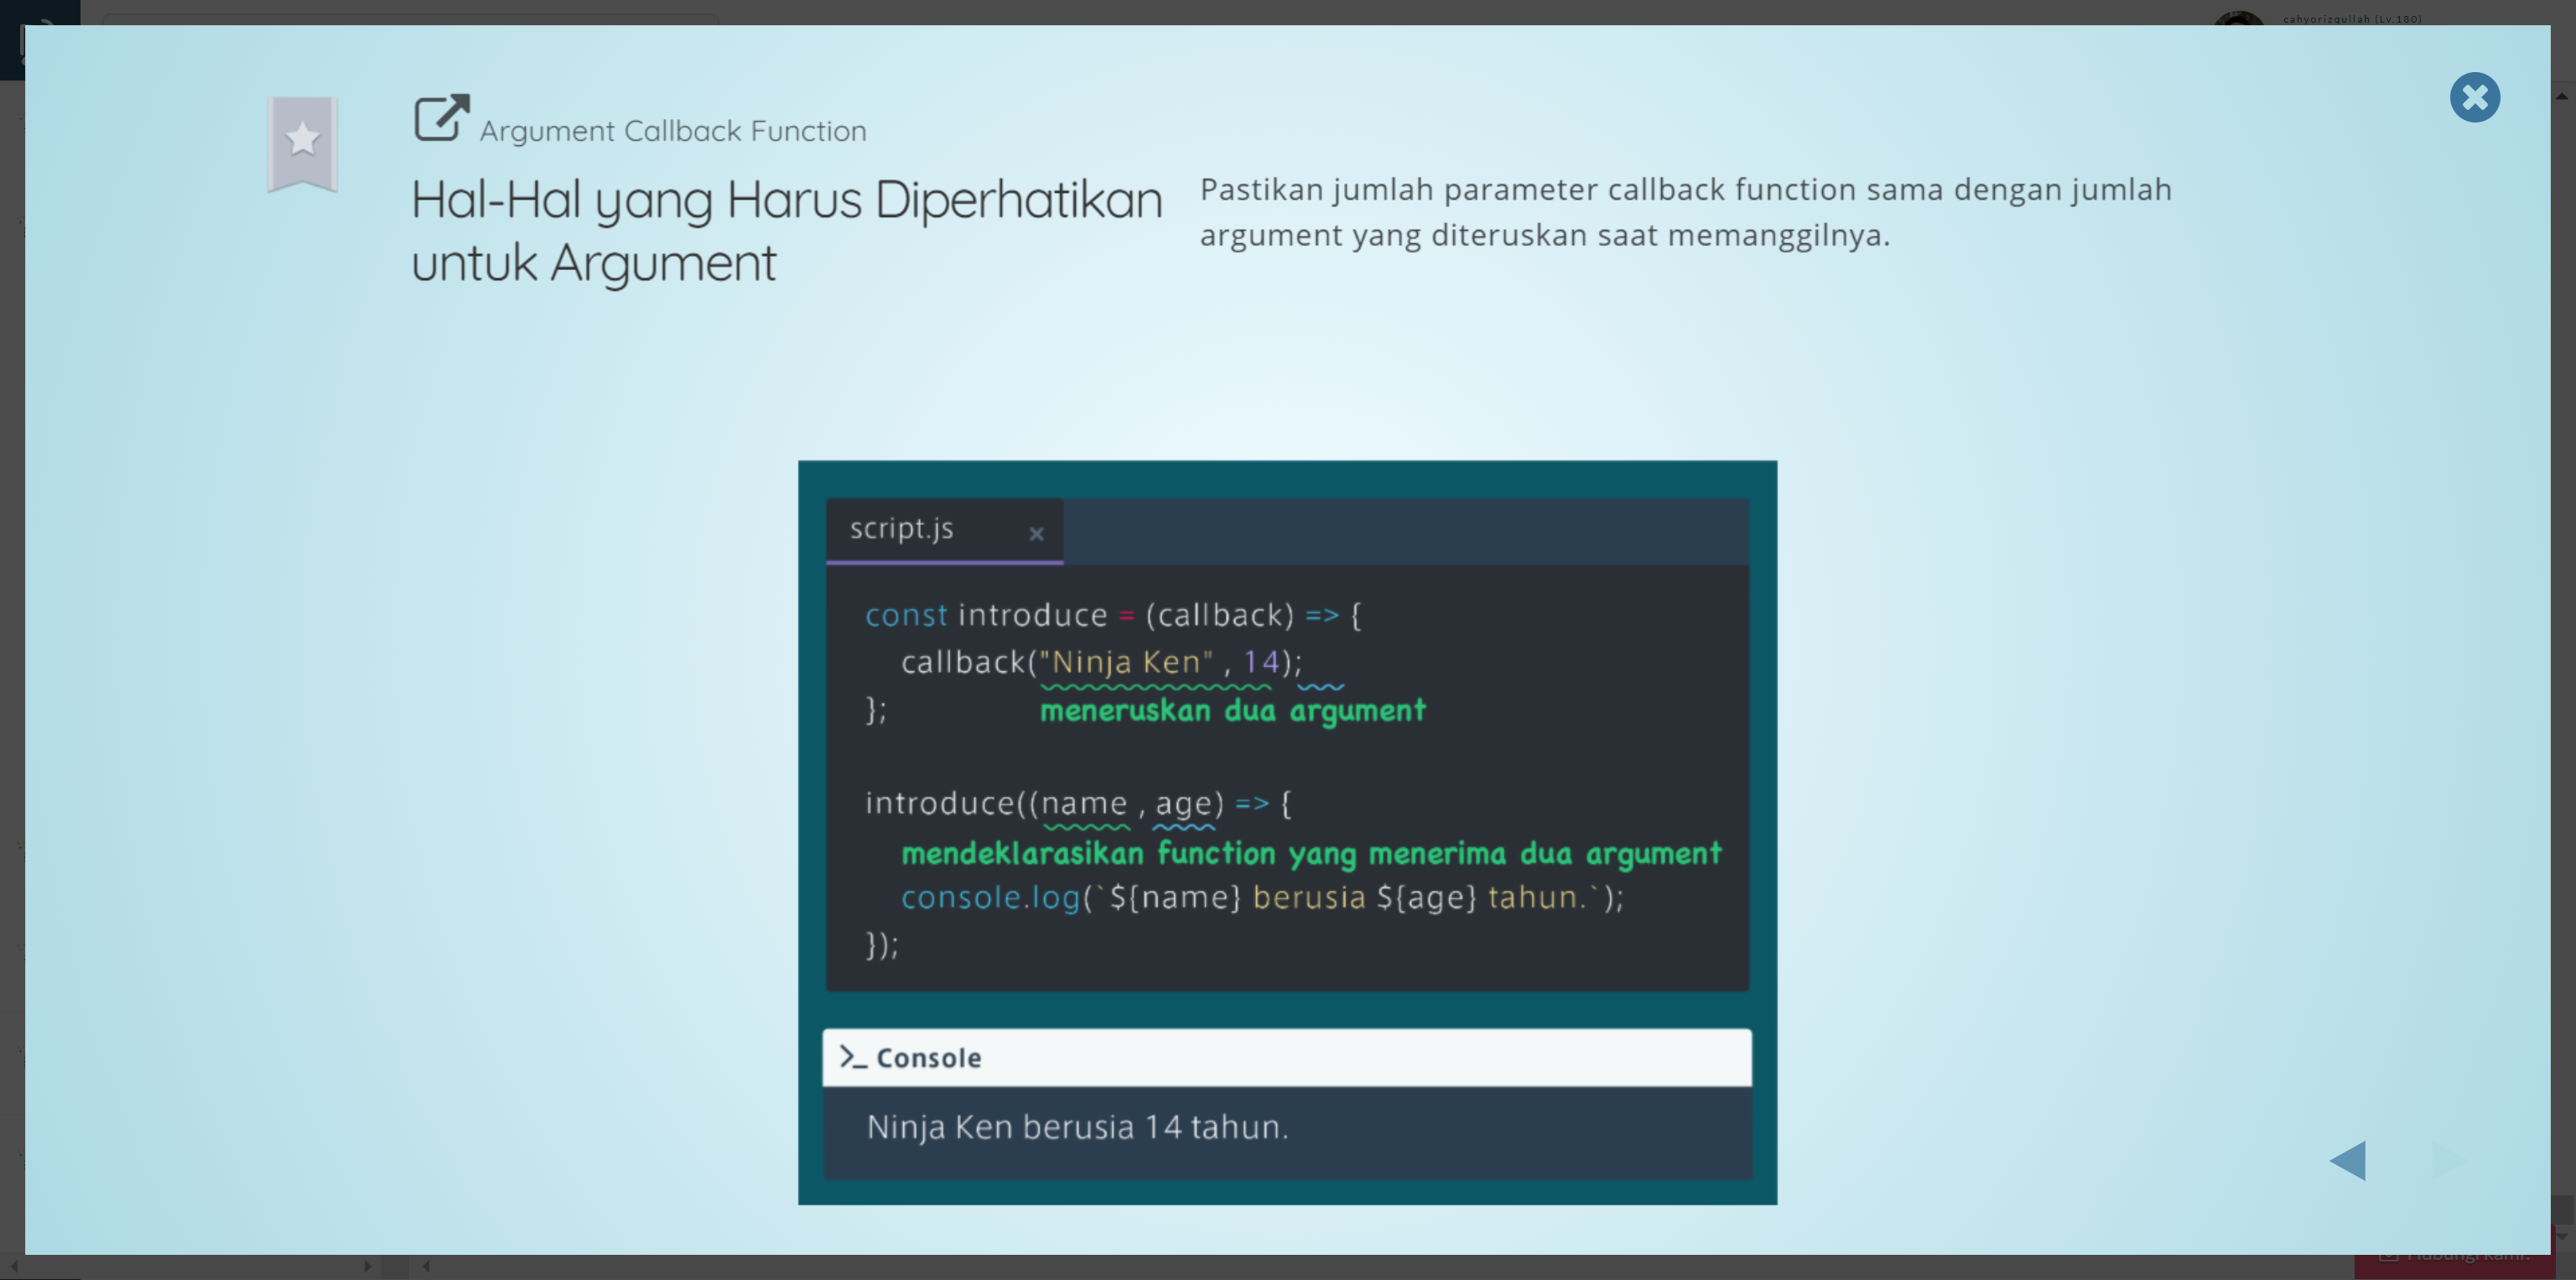 cahyorizqullah (Lv.180)
Argument Callback Function
Hal-Hal yang Harus Diperhatikan
untuk Argument
Pastikan jumlah parameter callback function sama dengan jumlah
argument yang diteruskan saat memanggilnya.
script.js ×
const introduce = (callback) => {
callback("Ninja Ken" , 14);
}; meneruskan dua argument
introduce((name , age) => {
mendeklarasikan function yang menerima dua argument
console.log(`${name} berusia ${age} tahun.`);
});
>_ Console
Ninja Ken berusia 14 tahun.
Hubungi kami.